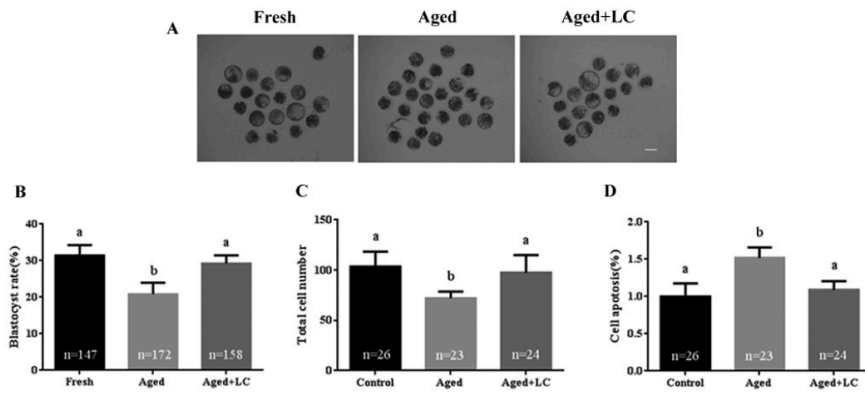 Fresh Aged Aged+LC
A
B C D
Blastocyst rate(%)
40
30
20
10
0
a
b
a
n=147 n=172 n=158
Fresh Aged Aged+LC
Total cell number
150
100
50
0
a
b
a
n=26 n=23 n=24
Control Aged Aged+LC
Cell apotosis(%)
2.0
1.5
1.0
0.5
0.0
a
b
a
n=26 n=23 n=24
Control Aged Aged+LC